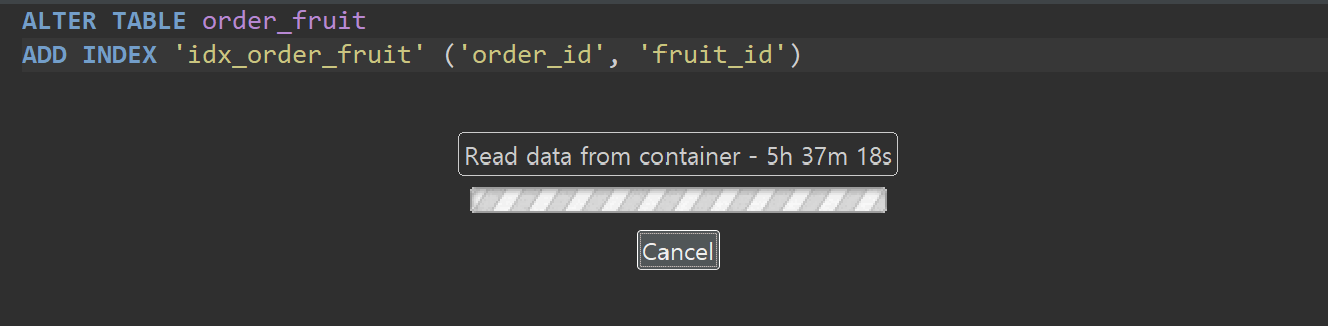 ALTER TABLE order_fruit
ADD INDEX 'idx_order_fruit' ('order_id', 'fruit_id')
Read data from container - 5h 37m 18s
Cancel